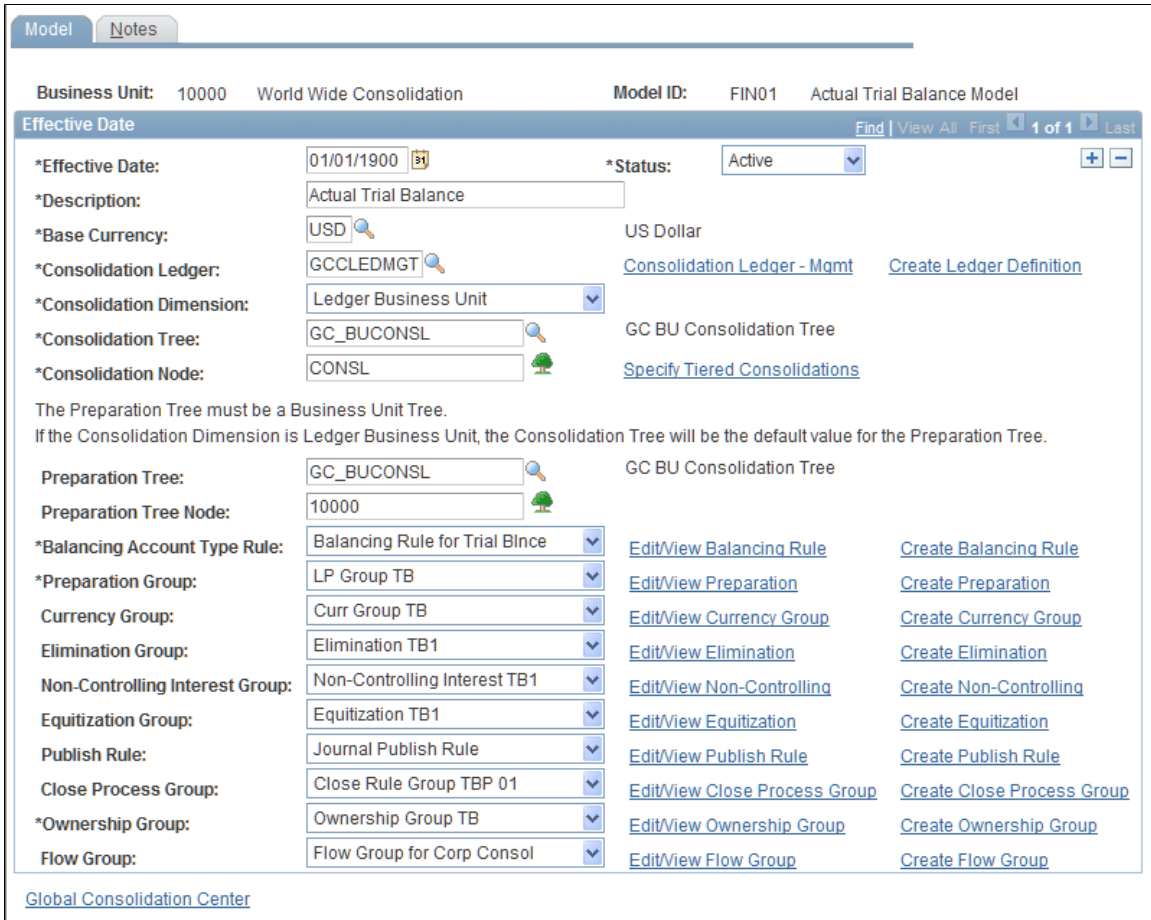 Model Notes
Business Unit: 10000 World Wide Consolidation Model ID: FIN01 Actual Trial Balance Model
Effective Date Find | View All First 1 of 1 Last
*Effective Date: 01/01/1900 31 *Status: Active
*Description: Actual Trial Balance
*Base Currency: USD US Dollar
*Consolidation Ledger: GCCLEDMGT Consolidation Ledger - Mgmt Create Ledger Definition
*Consolidation Dimension: Ledger Business Unit
*Consolidation Tree: GC_BUCONSL GC BU Consolidation Tree
*Consolidation Node: CONSL Specify Tiered Consolidations
The Preparation Tree must be a Business Unit Tree.
If the Consolidation Dimension is Ledger Business Unit, the Consolidation Tree will be the default value for the Preparation Tree.
Preparation Tree: GC_BUCONSL GC BU Consolidation Tree
Preparation Tree Node: 10000
*Balancing Account Type Rule: Balancing Rule for Trial Blnce Edit/View Balancing Rule Create Balancing Rule
*Preparation Group: LP Group TB Edit/View Preparation Create Preparation
Currency Group: Curr Group TB Edit/View Currency Group Create Currency Group
Elimination Group: Elimination TB1 Edit/View Elimination Create Elimination
Non-Controlling Interest Group: Non-Controlling Interest TB1 Edit/View Non-Controlling Create Non-Controlling
Equitization Group: Equitization TB1 Edit/View Equitization Create Equitization
Publish Rule: Journal Publish Rule Edit/View Publish Rule Create Publish Rule
Close Process Group: Close Rule Group TBP 01 Edit/View Close Process Group Create Close Process Group
*Ownership Group: Ownership Group TB Edit/View Ownership Group Create Ownership Group
Flow Group: Flow Group for Corp Consol Edit/View Flow Group Create Flow Group
Global Consolidation Center